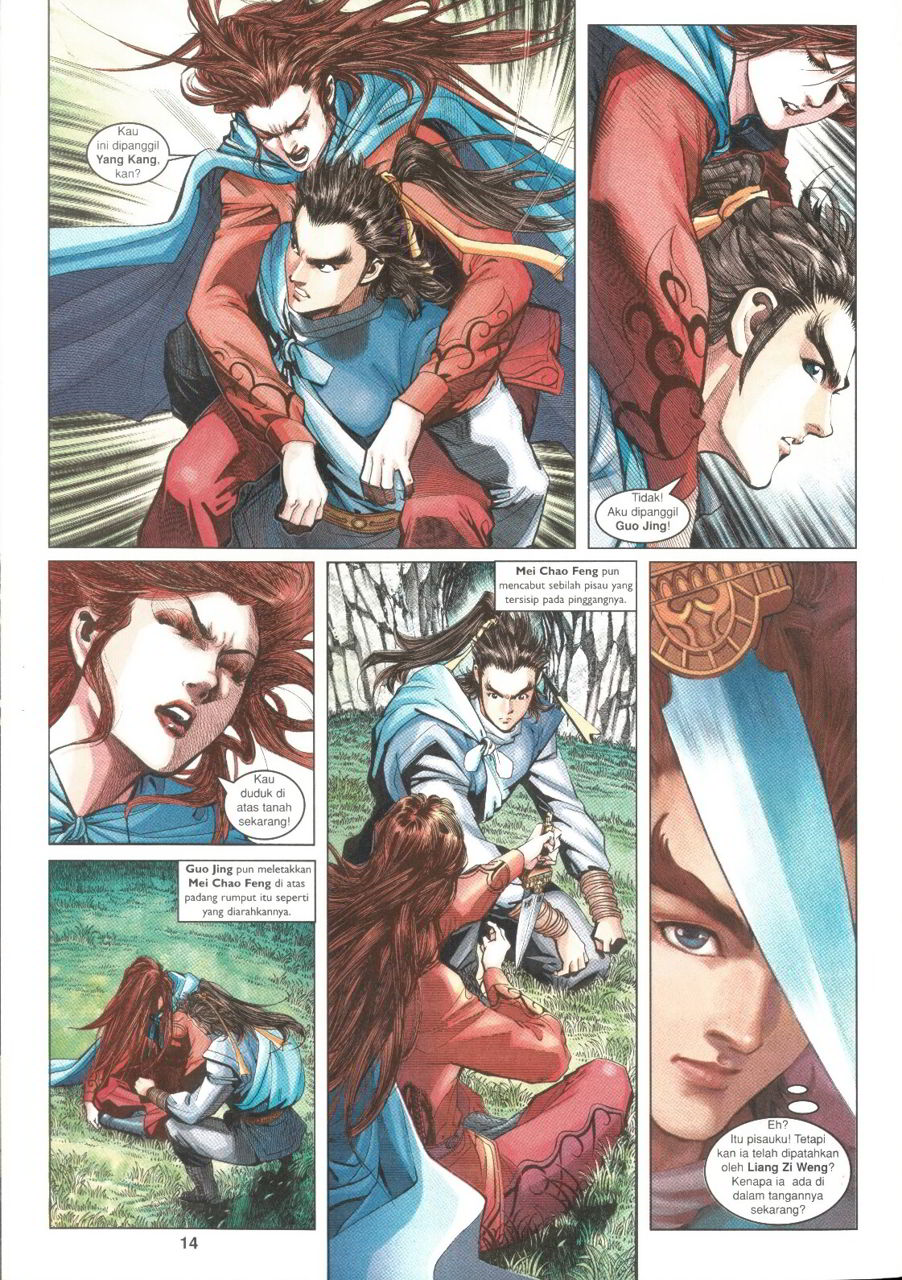 Kau
ini dipanggil
Yang Kang,
kan?
Tidak!
Aku dipanggil
Guo Jing!
Kau
duduk di
atas tanah
sekarang!
Guo Jing pun meletakkan
Mei Chao Feng di atas
padang rumput itu seperti
yang diarahkannya.
Mei Chao Feng pun
mencabut sebilah pisau yang
tersisip pada pinggangnya.
Eh?
Itu pisauku! Tetapi
kan ia telah dipatahkan
oleh Liang Zi Weng?
Kenapa ia ada di
dalam tangannya
sekarang?
14